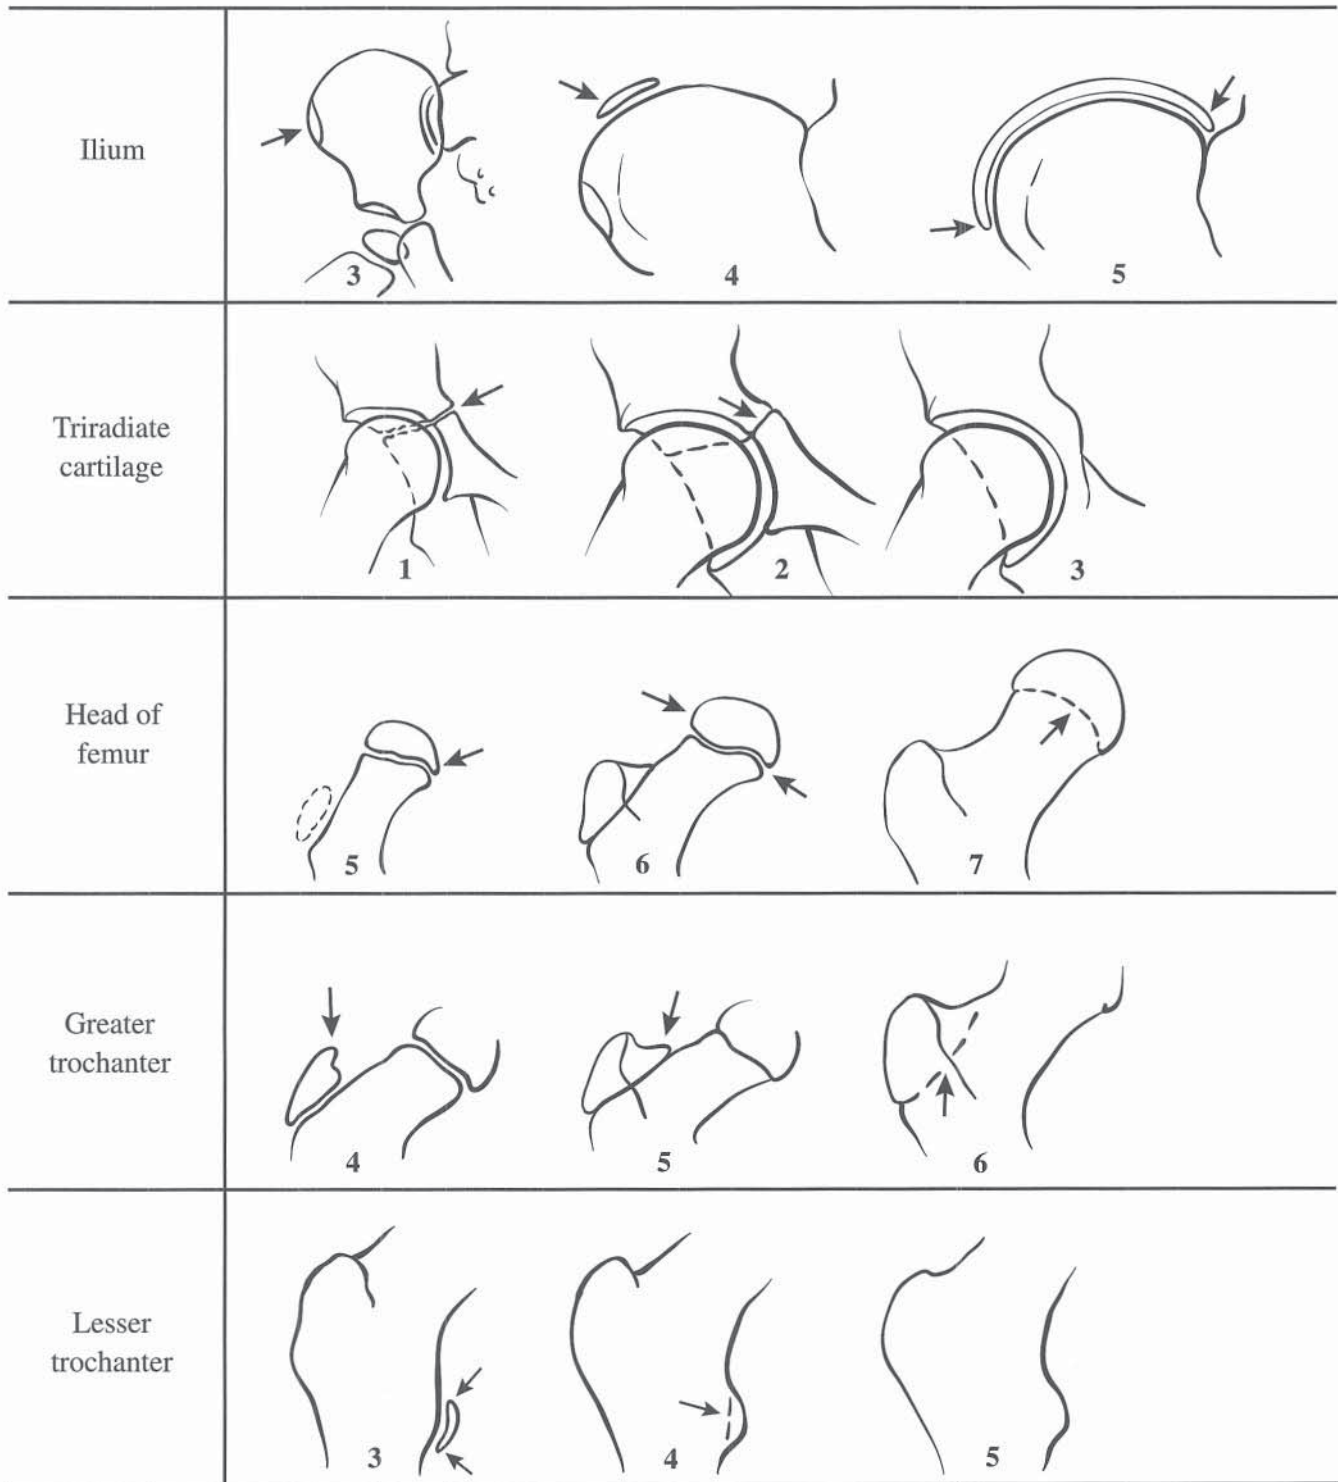 Ilium
3 4 5
Triradiate
cartilage
1 2 3
Head of
femur
5 6 7
Greater
trochanter
4 5 6
Lesser
trochanter
3 4 5